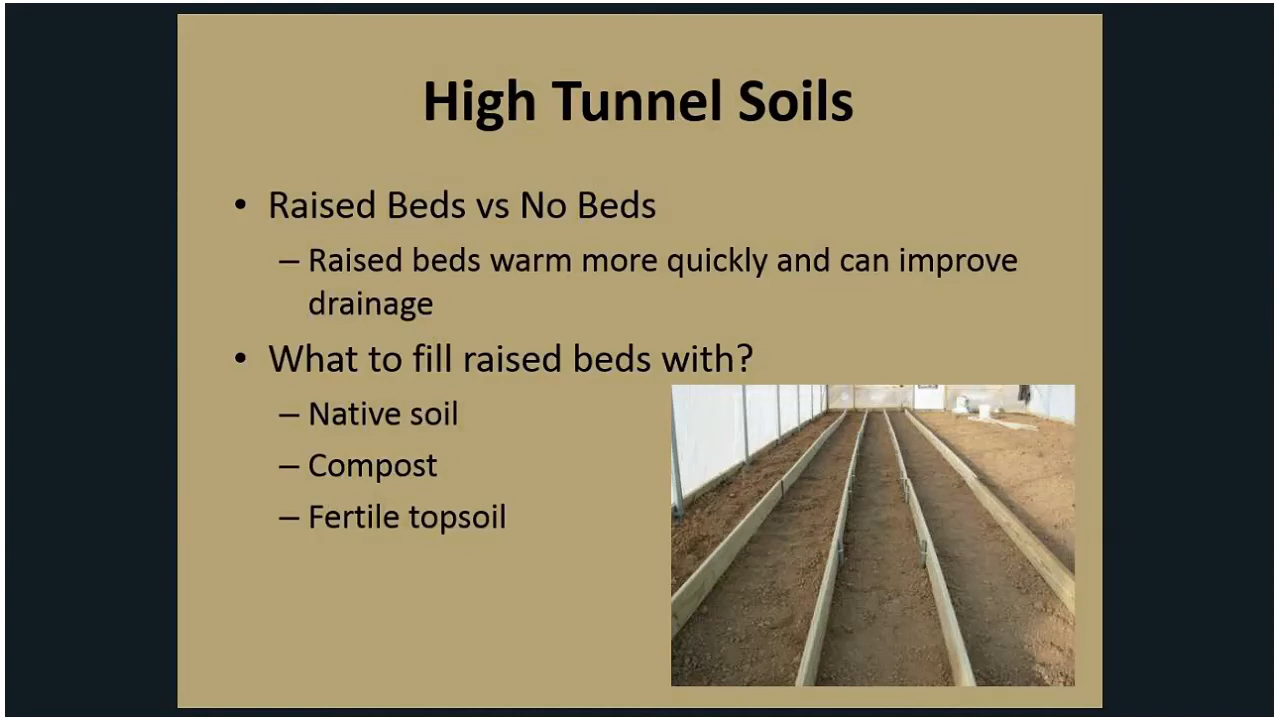 High Tunnel Soils
• Raised Beds vs No Beds
– Raised beds warm more quickly and can improve
drainage
• What to fill raised beds with?
– Native soil
– Compost
– Fertile topsoil